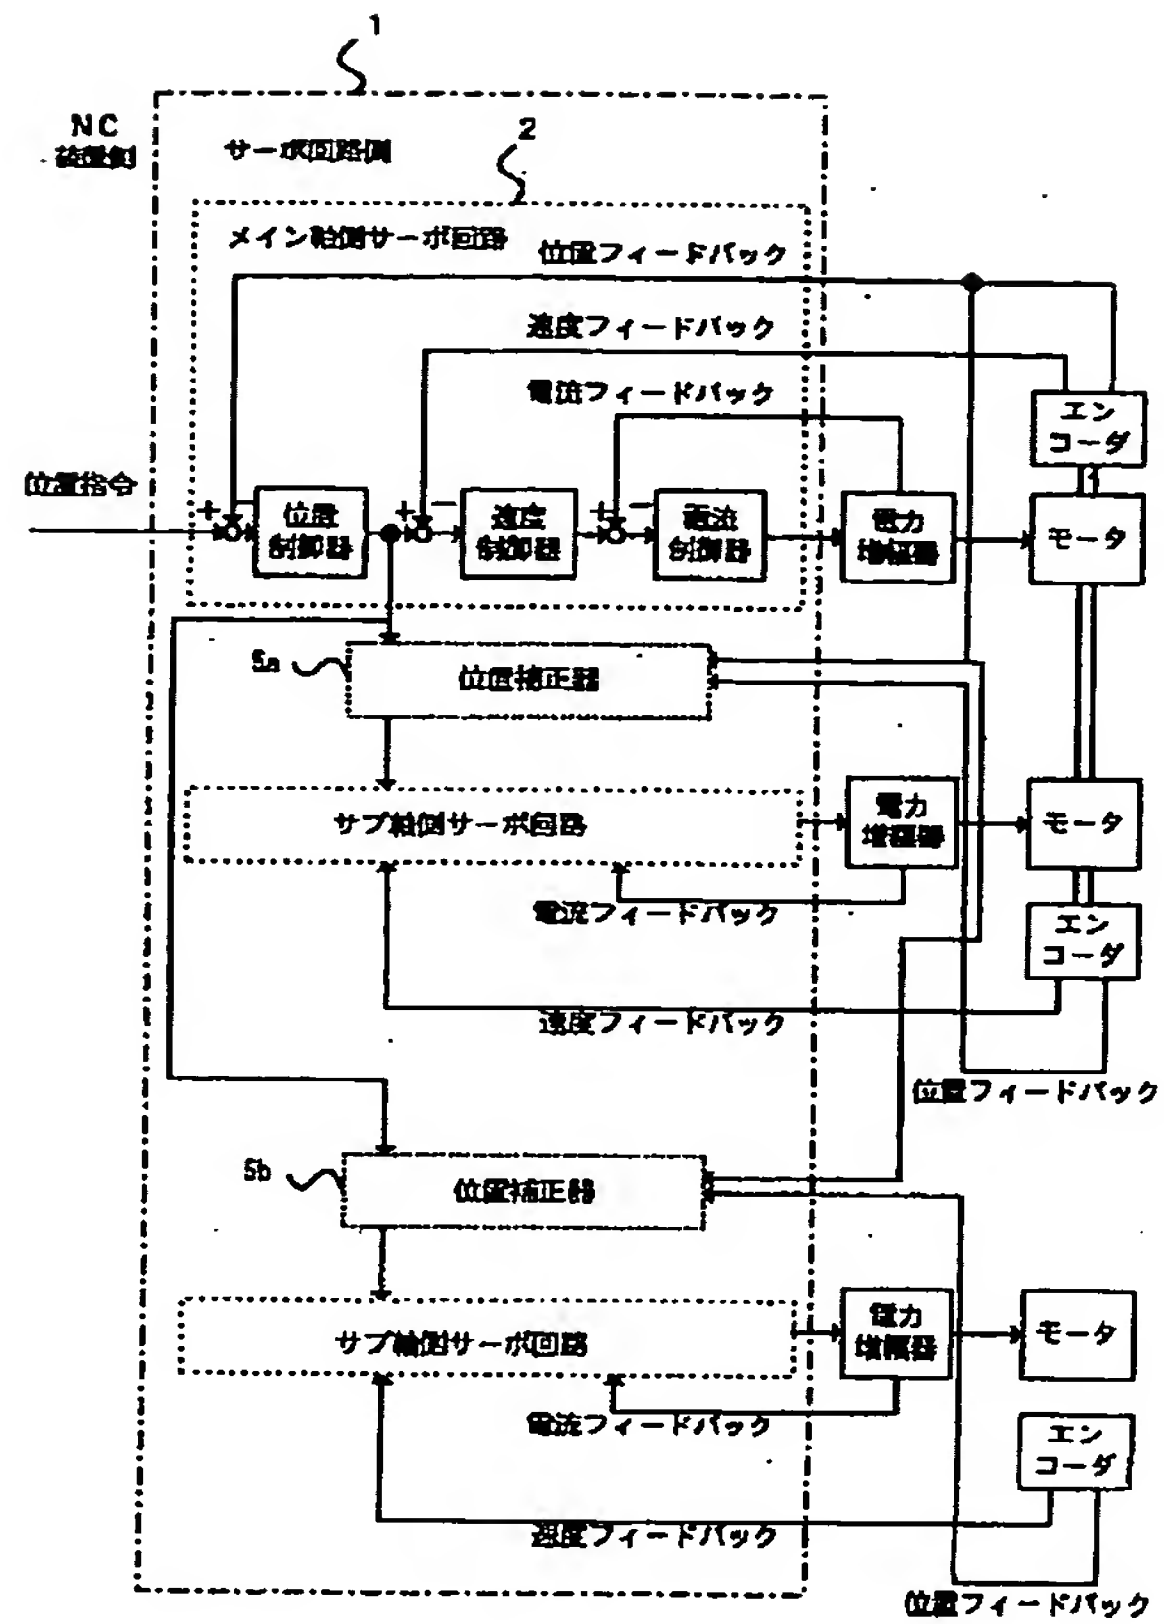 1
NC
装置側
サーボ回路側
2
メイン軸側サーボ回路
位置フィードバック
速度フィードバック
電流フィードバック
エン
コーダ
位置指令
+
+
−
+
−
位置
制御器
速度
制御器
電流
制御器
電力
増幅器
モータ
5a
位置補正器
サブ軸側サーボ回路
電力
増幅器
モータ
電流フィードバック
エン
コーダ
速度フィードバック
位置フィードバック
5b
位置補正器
サブ軸側サーボ回路
電力
増幅器
モータ
電流フィードバック
エン
コーダ
速度フィードバック
位置フィードバック